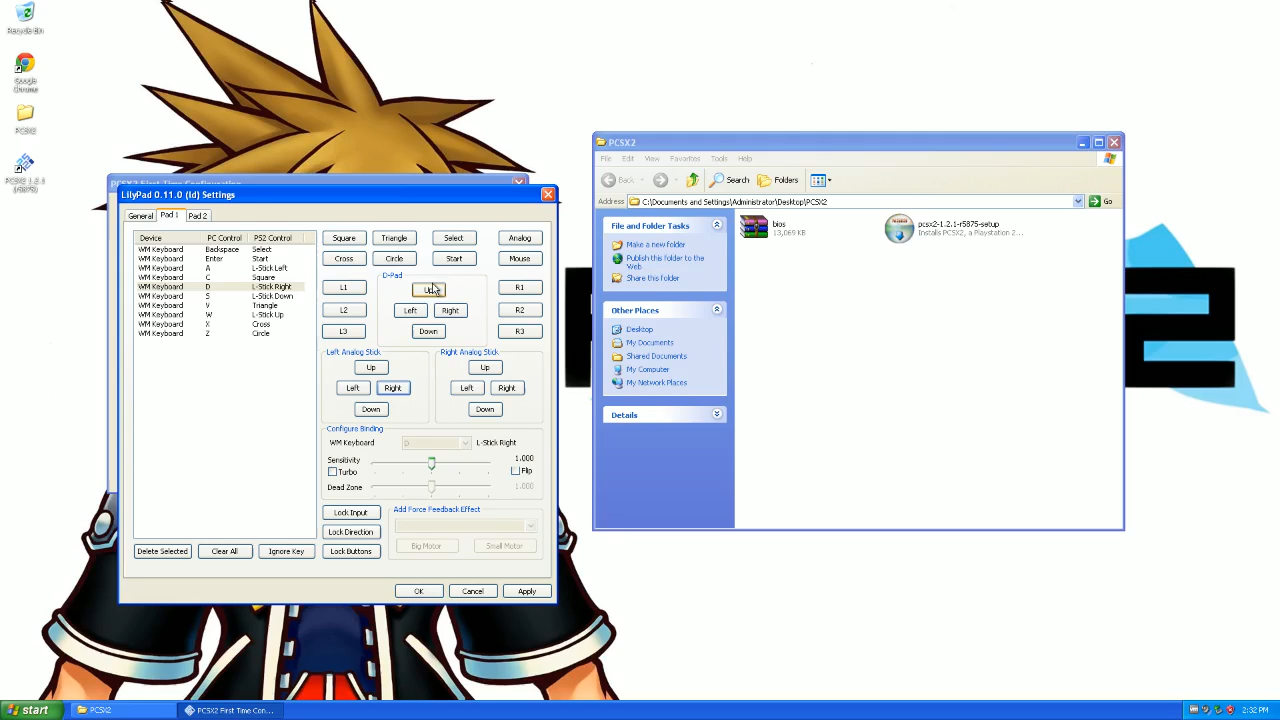 Recycle Bin
Google
Chrome
PCSX2
PCSX2 1.2.1
(r5875)
PCSX2 First Time Configuration
LilyPad 0.11.0 (ld) Settings
General Pad 1 Pad 2
Device PC Control PS2 Control
WM Keyboard Backspace Select
WM Keyboard Enter Start
WM Keyboard A L-Stick Left
WM Keyboard C Square
WM Keyboard D L-Stick Right
WM Keyboard S L-Stick Down
WM Keyboard V Triangle
WM Keyboard W L-Stick Up
WM Keyboard X Cross
WM Keyboard Z Circle
Square Triangle Select Analog
Cross Circle Start Mouse
D-Pad
L1 Up R1
L2 Left Right R2
L3 Down R3
Left Analog Stick Right Analog Stick
Up Up
Left Right Left Right
Down Down
Configure Binding
WM Keyboard D L-Stick Right
Sensitivity 1.000
Turbo Flip
Dead Zone 1.000
Lock Input Add Force Feedback Effect
Lock Direction
Delete Selected Clear All Ignore Key Lock Buttons Big Motor Small Motor
OK Cancel Apply
PCSX2
File Edit View Favorites Tools Help
Back Search Folders
Address C:\Documents and Settings\Administrator\Desktop\PCSX2 Go
File and Folder Tasks
Make a new folder
Publish this folder to the
Web
Share this folder
Other Places
Desktop
My Documents
Shared Documents
My Computer
My Network Places
Details
bios
13,069 KB
pcsx2-1.2.1-r5875-setup
Installs PCSX2, a Playstation 2...
2
start PCSX2 PCSX2 First Time Con... 2:32 PM